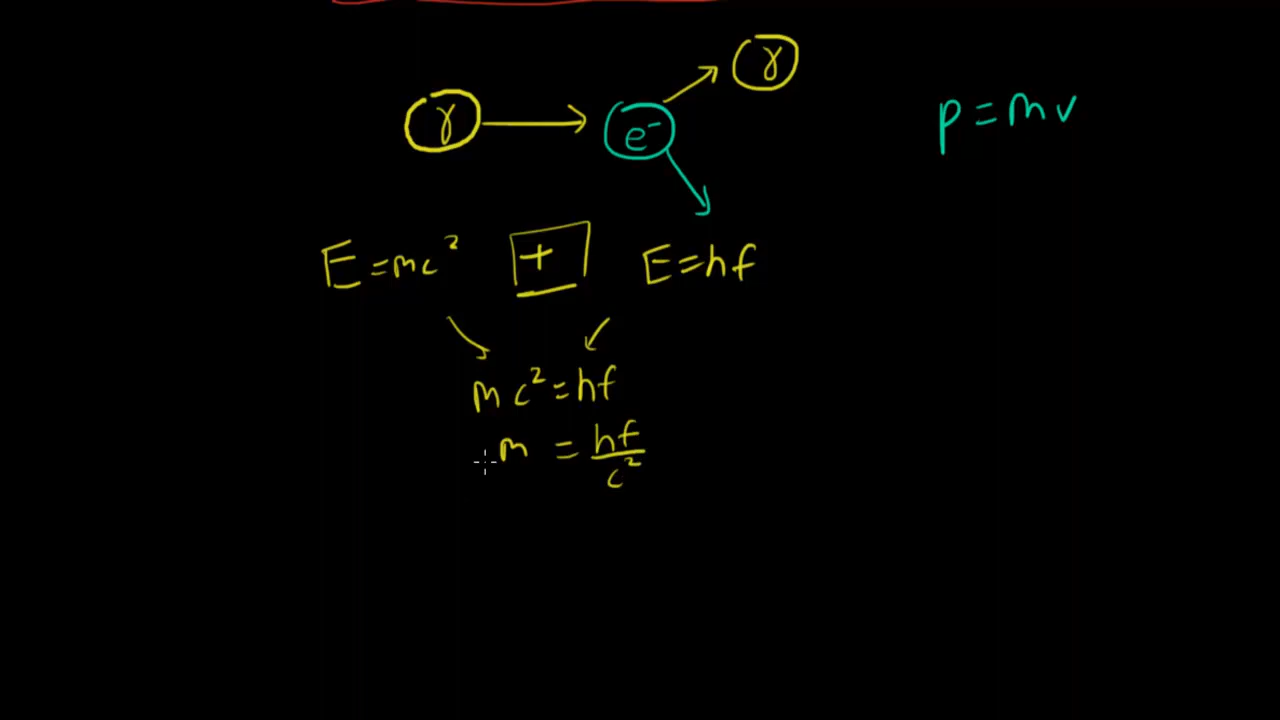 γ
γ e⁻ p = mv
E = mc² + E = hf
mc² = hf
m = hf/c²